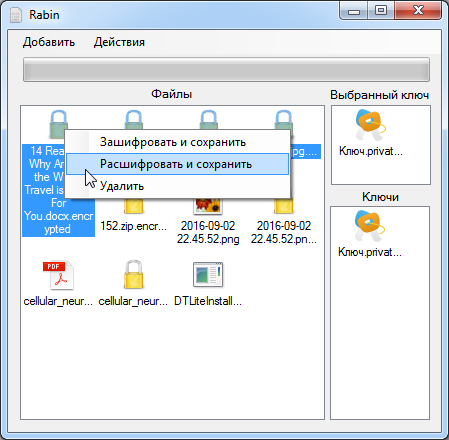 Rabin
Добавить Действия
Файлы
Выбранный ключ
14 Rea
Why Ar
the W
Travel is
For
You.docx.encr
ypted
Зашифровать и сохранить
Расшифровать и сохранить
Удалить
png....
152.zip.encr...
2016-09-02
22.45.52.png
2016-09-02
22.45.52.pn...
PDF
cellular_neur...
cellular_neur...
DTLiteInstall...
Ключ.privat...
Ключи
Ключ.privat...